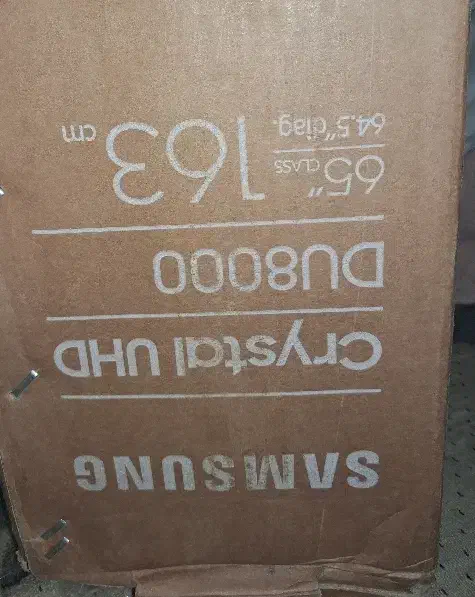 SAMSUNG
Crystal UHD
DU8000
65" CLASS
64.5" diag.
163 cm